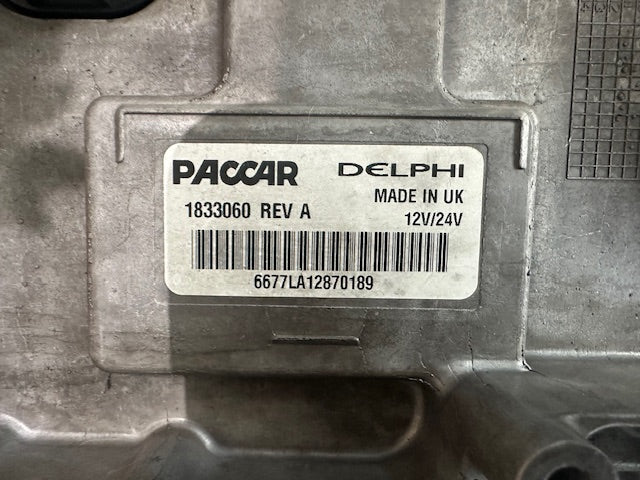 PACCAR DELPHI
MADE IN UK
1833060 REV A
12V/24V
6677LA12870189